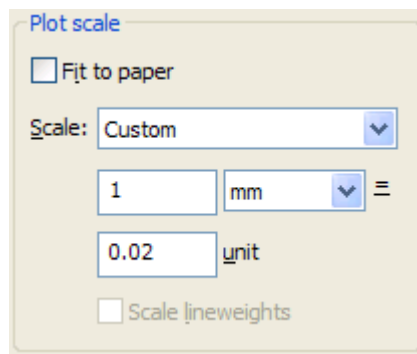 Plot scale
Fit to paper
Scale: Custom
1 mm =
0.02 unit
Scale lineweights